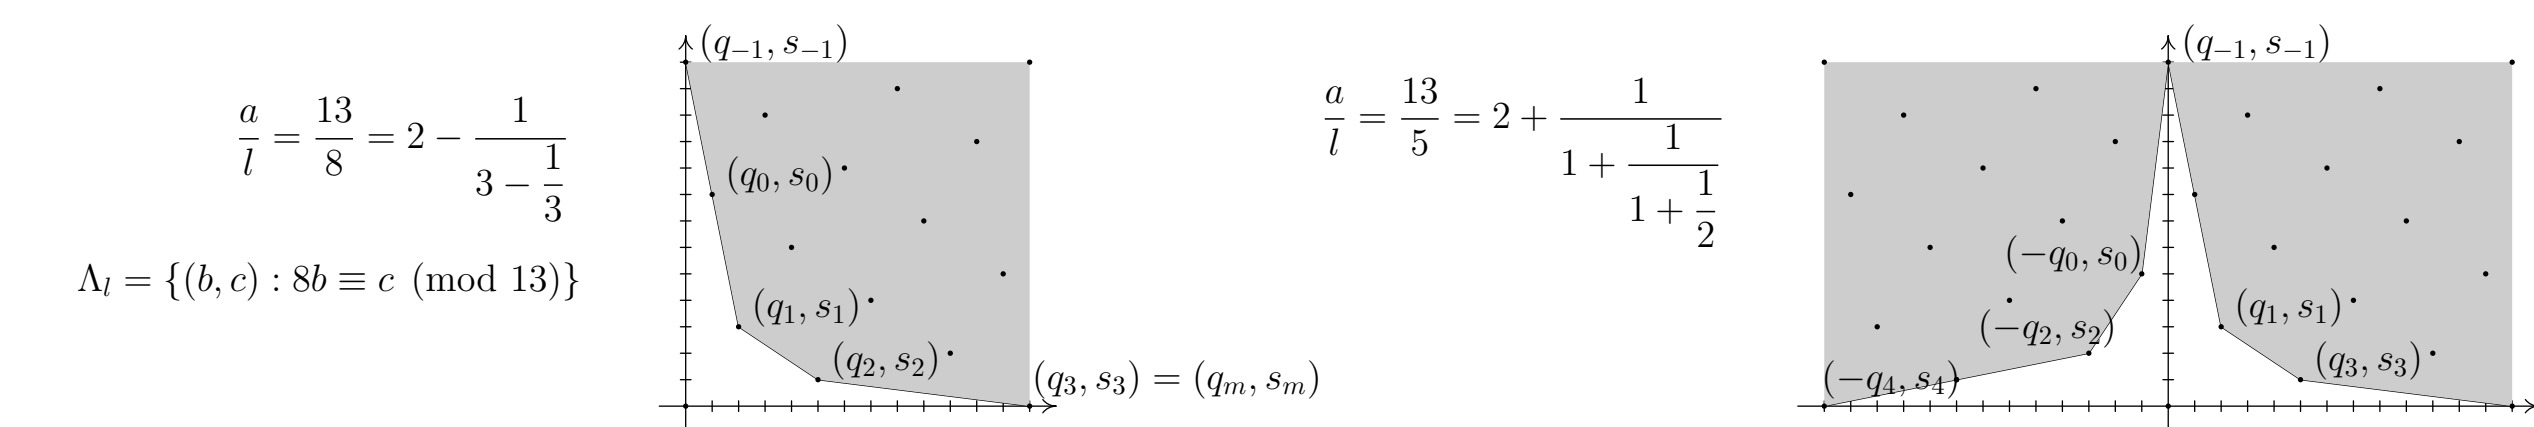 a/l = 13/8 = 2 − 1/(3 − 1/3)
Λ_l = {(b, c) : 8b ≡ c (mod 13)}
(q_{−1}, s_{−1})
(q_0, s_0)
(q_1, s_1)
(q_2, s_2)
(q_3, s_3) = (q_m, s_m)
a/l = 13/5 = 2 + 1/(1 + 1/(1 + 1/2))
(q_{−1}, s_{−1})
(−q_0, s_0)
(−q_2, s_2)
(−q_4, s_4)
(q_1, s_1)
(q_3, s_3)